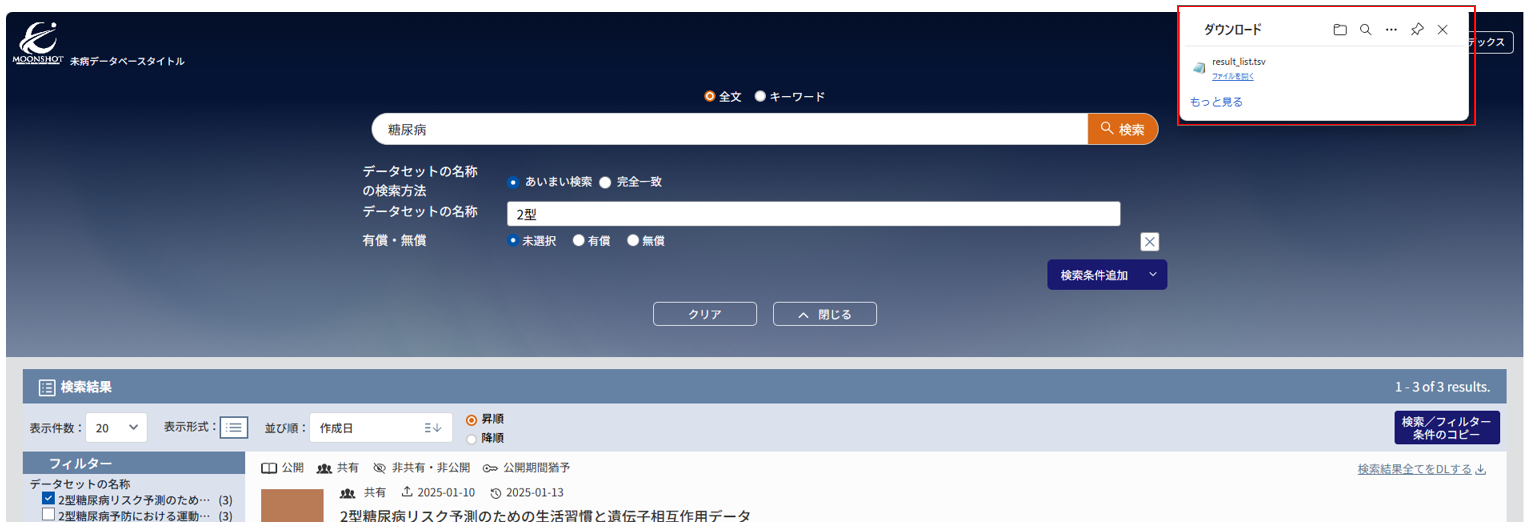 MOONSHOT
未病データベースタイトル
ダウンロード
テックス
result_list.tsv
ファイルを開く
もっと見る
全文 キーワード
糖尿病
検索
データセットの名称
の検索方法
あいまい検索 完全一致
データセットの名称
2型
有償・無償
未選択 有償 無償
検索条件追加
クリア
閉じる
検索結果
1 - 3 of 3 results.
表示件数: 20
表示形式:
並び順: 作成日
昇順
降順
検索/フィルター
条件のコピー
フィルター
データセットの名称
2型糖尿病リスク予測のため… (3)
2型糖尿病予防における運動… (3)
公開 共有 非共有・非公開 公開期間猶予
検索結果全てをDLする
共有 2025-01-10 2025-01-13
2型糖尿病リスク予測のための生活習慣と遺伝子相互作用データ